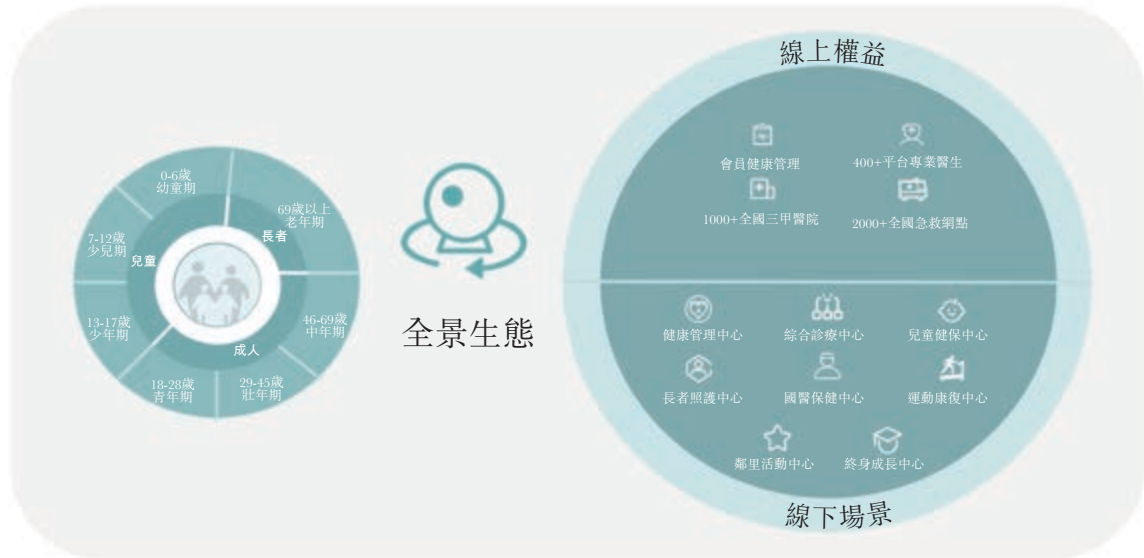 0-6歲
幼童期
69歲以上
老年期
長者
7-12歲
少兒期
兒童
13-17歲
少年期
46-69歲
中年期
成人
18-28歲
青年期
29-45歲
壯年期
全景生態
線上權益
會員健康管理
400+平台專業醫生
1000+全國三甲醫院
2000+全國急救網點
健康管理中心
綜合診療中心
兒童健保中心
長者照護中心
國醫保健中心
運動康復中心
鄰里活動中心
終身成長中心
線下場景